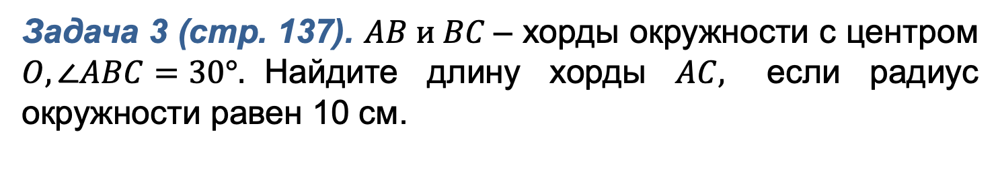 Задача 3 (стр. 137). AB и BC – хорды окружности с центром
O, ∠ABC = 30°. Найдите длину хорды AC, если радиус
окружности равен 10 см.